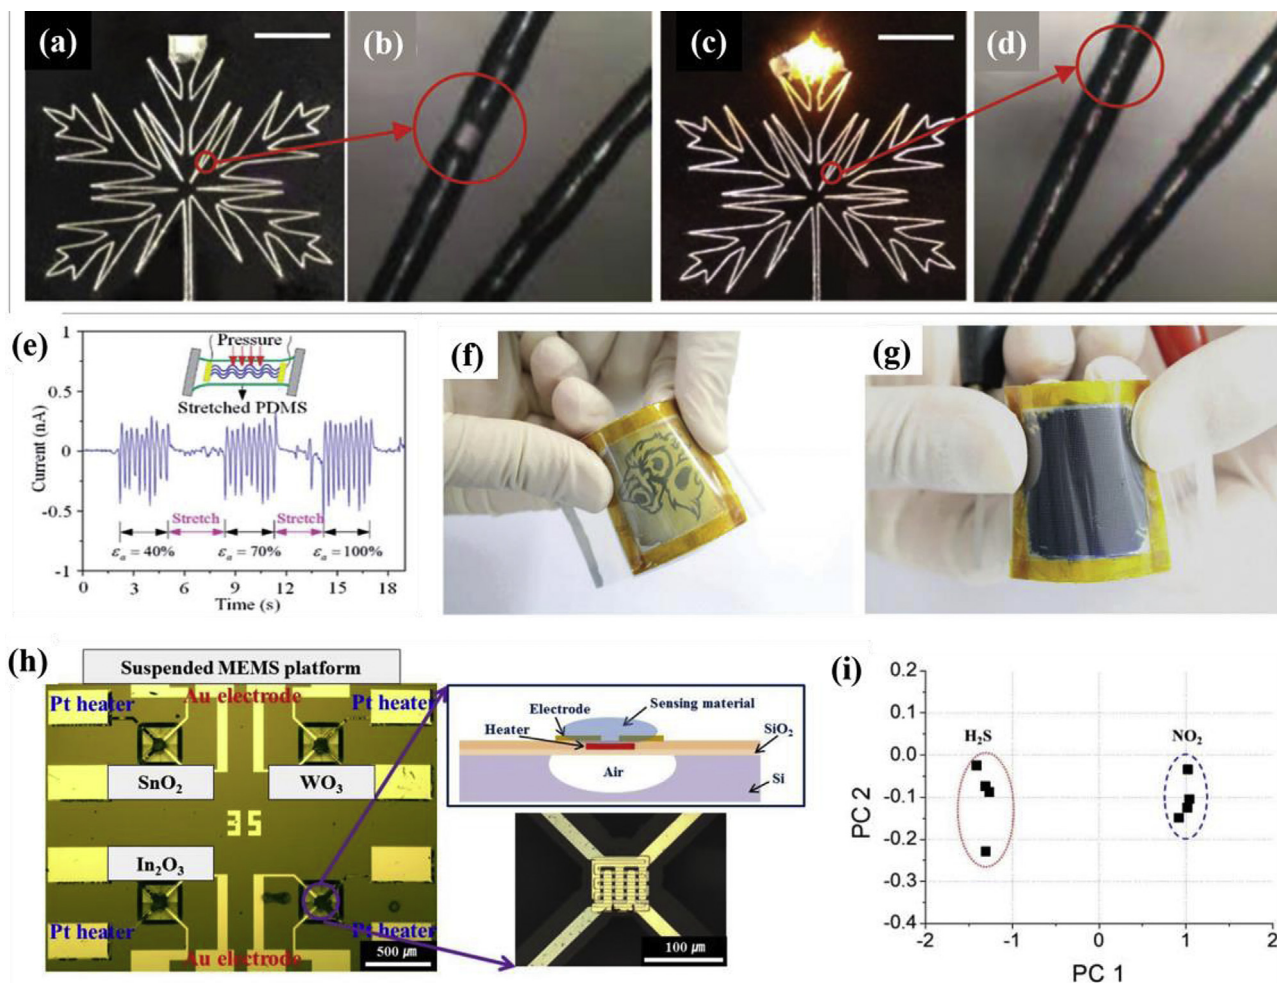 (a)
(b)
(c)
(d)
(e)
1
0.5
0
-0.5
-1
Current (nA)
Pressure
Stretched PDMS
Stretch
Stretch
εₐ = 40%
εₐ = 70%
εₐ = 100%
0 3 6 9 12 15 18
Time (s)
(f)
(g)
(h)
Suspended MEMS platform
Pt heater
Au electrode
Pt heater
SnO₂
WO₃
35
In₂O₃
Pt heater
Pt heater
Au electrode
500 μm
Electrode
Sensing material
Heater
SiO₂
Air
Si
100 μm
(i)
0.2
0.1
0.0
-0.1
-0.2
-0.3
-0.4
PC 2
H₂S
NO₂
-2 -1 0 1 2
PC 1